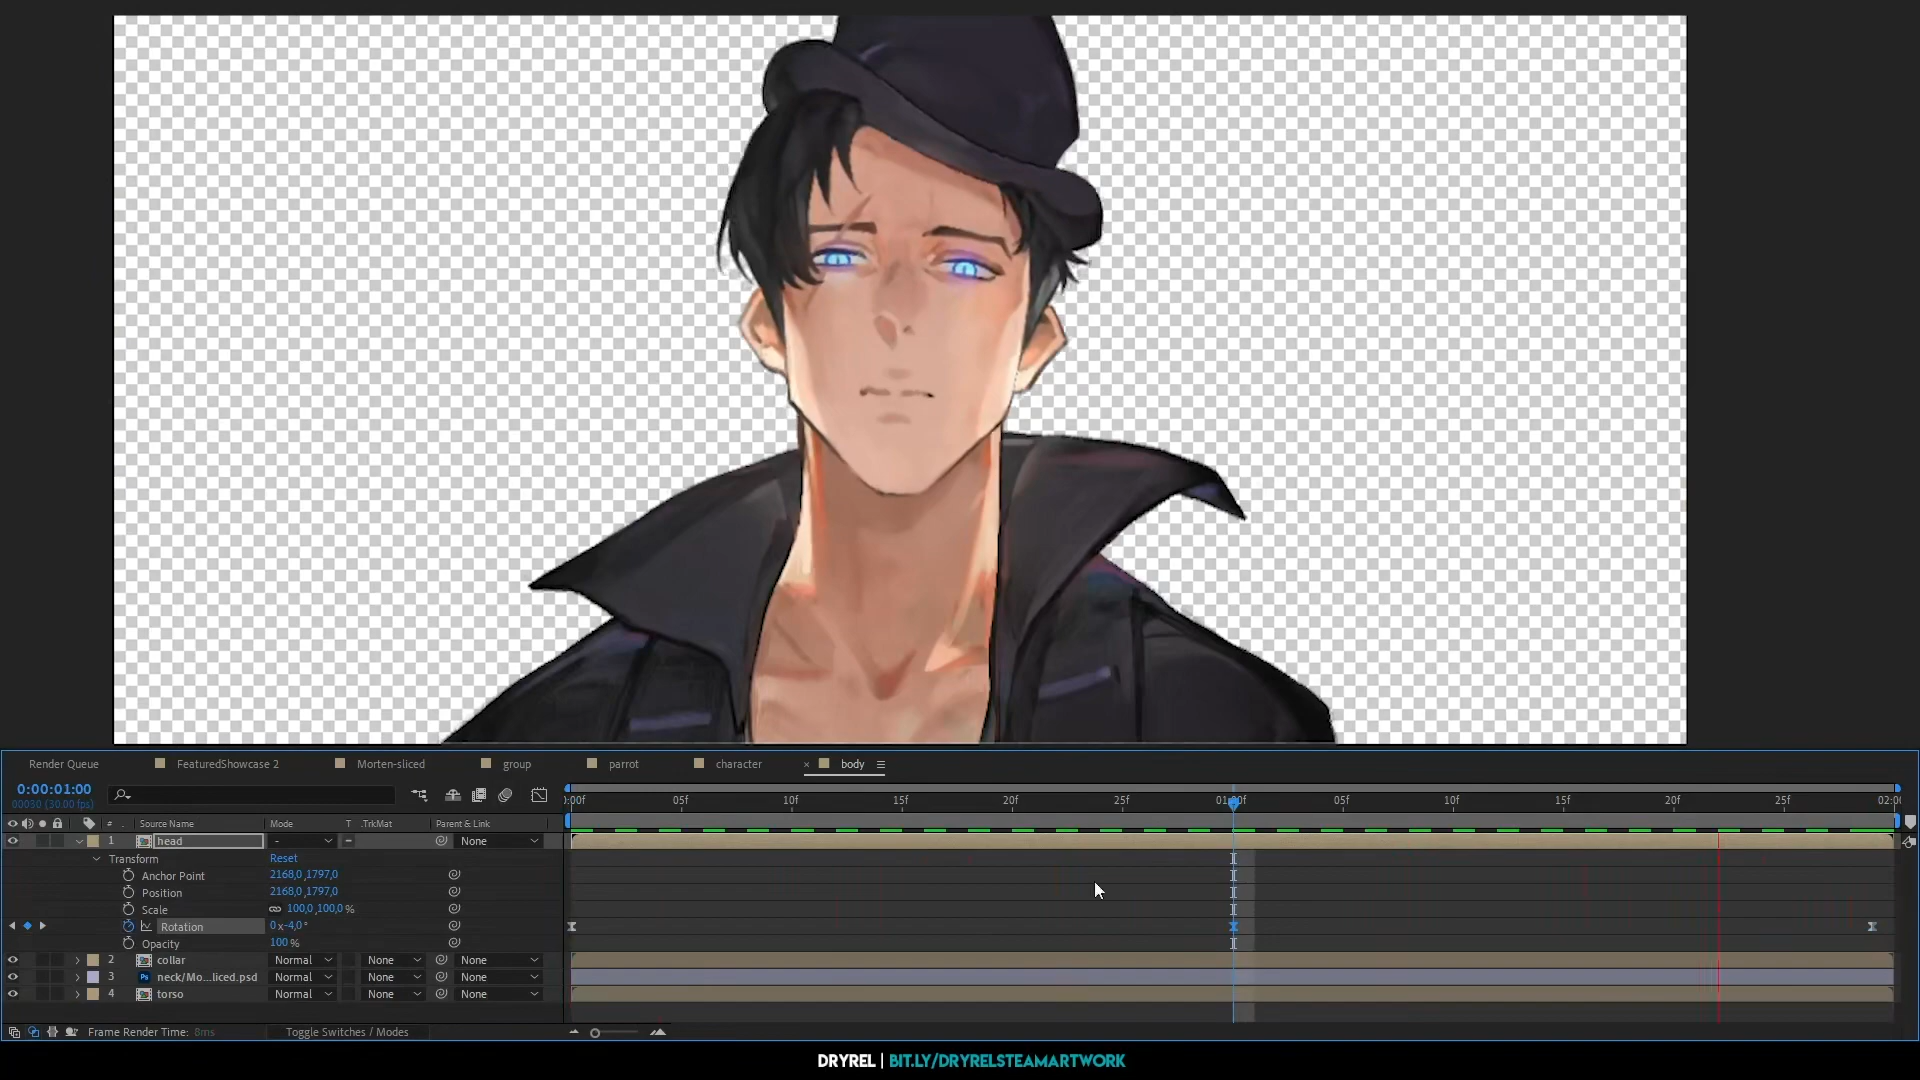 Render Queue FeaturedShowcase 2 Morten-sliced group parrot character × body
0:00:01:00
00030 (30.00 fps)
:00f 05f 10f 15f 20f 25f 01:00f 05f 10f 15f 20f 25f 02:00
# . Source Name Mode T .TrkMat Parent & Link
1 head - None
Transform Reset
Anchor Point 2168,0 ,1797,0
Position 2168,0 ,1797,0
Scale 100,0 ,100,0 %
Rotation 0 x-4,0 °
Opacity 100 %
2 collar Normal None None
3 neck/Mo...liced.psd Normal None None
4 torso Normal None None
Frame Render Time: 8ms Toggle Switches / Modes
DRYREL | BIT.LY/DRYRELSTEAMARTWORK